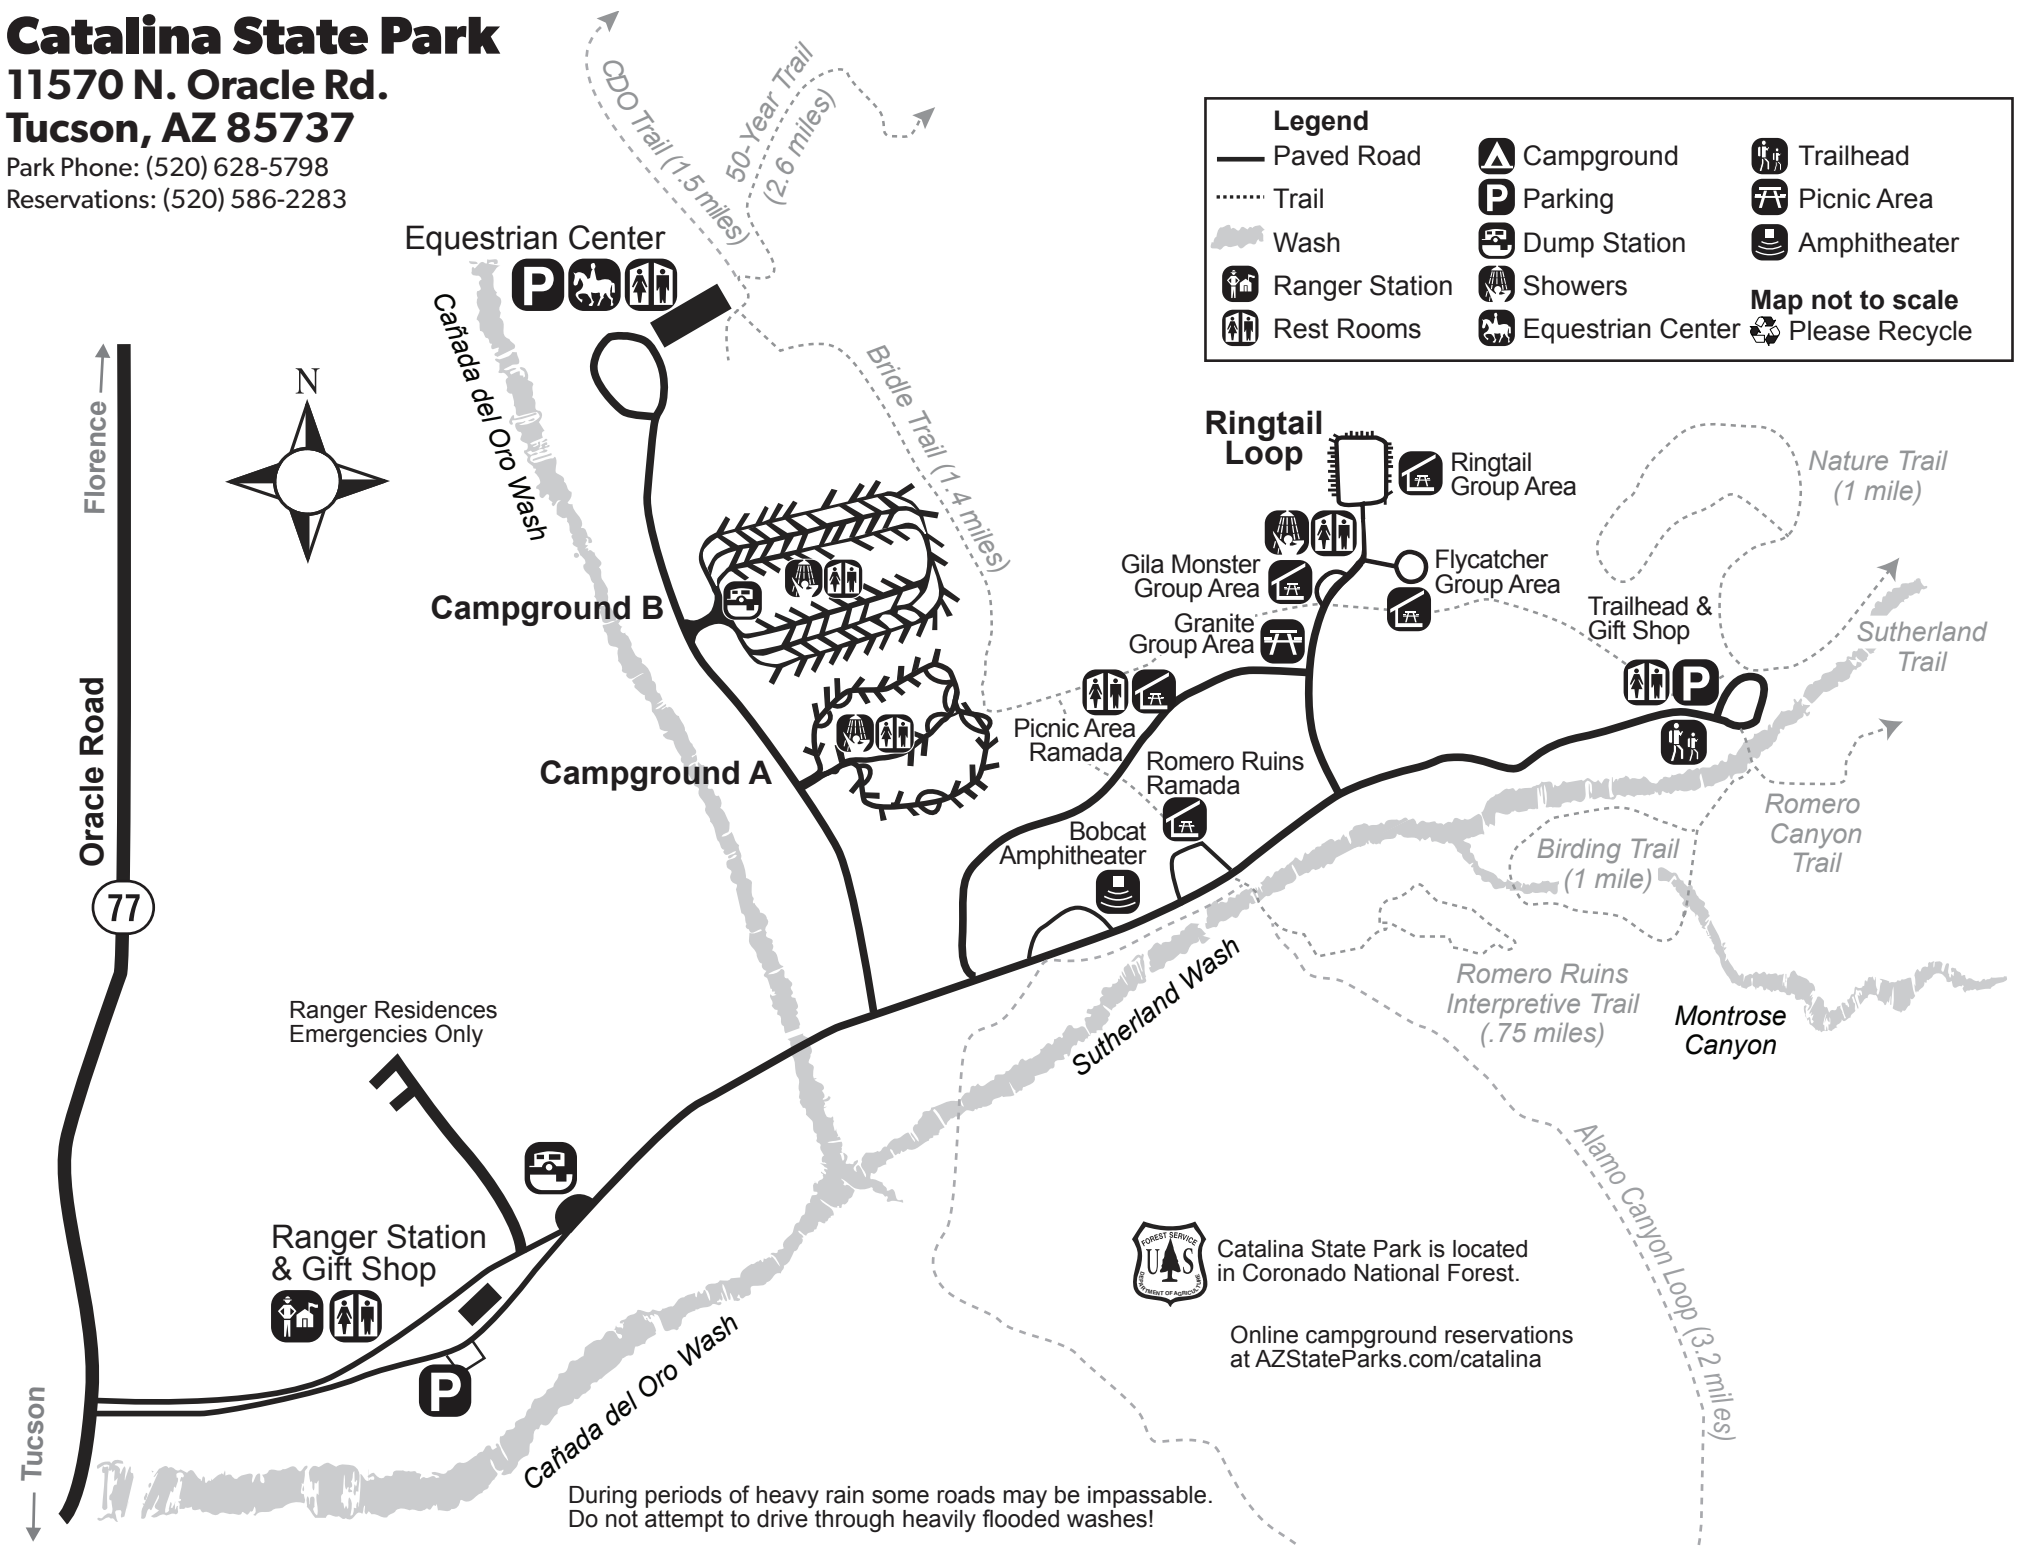 Catalina State Park
11570 N. Oracle Rd.
Tucson, AZ 85737
Park Phone: (520) 628-5798
Reservations: (520) 586-2283
CDO Trail (1.5 miles)
50-Year Trail
(2.6 miles)
Legend
Paved Road
Trail
Wash
Ranger Station
Rest Rooms
Campground
P Parking
Dump Station
Showers
Equestrian Center
Trailhead
Picnic Area
Amphitheater
Map not to scale
Please Recycle
Equestrian Center
P
Cañada del Oro Wash
Bridle Trail (1.4 miles)
Florence
N
Ringtail
Loop
Ringtail
Group Area
Nature Trail
(1 mile)
Gila Monster
Group Area
Flycatcher
Group Area
Granite
Group Area
Trailhead &
Gift Shop
P
Sutherland
Trail
Campground B
Campground A
Picnic Area
Ramada
Romero Ruins
Ramada
Bobcat
Amphitheater
Romero
Canyon
Trail
Birding Trail
(1 mile)
Oracle Road
77
Sutherland Wash
Romero Ruins
Interpretive Trail
(.75 miles)
Montrose
Canyon
Ranger Residences
Emergencies Only
Alamo Canyon Loop (3.2 miles)
Ranger Station
& Gift Shop
P
FOREST SERVICE
U S
DEPARTMENT OF AGRICULTURE
Catalina State Park is located
in Coronado National Forest.
Online campground reservations
at AZStateParks.com/catalina
Cañada del Oro Wash
Tucson
During periods of heavy rain some roads may be impassable.
Do not attempt to drive through heavily flooded washes!